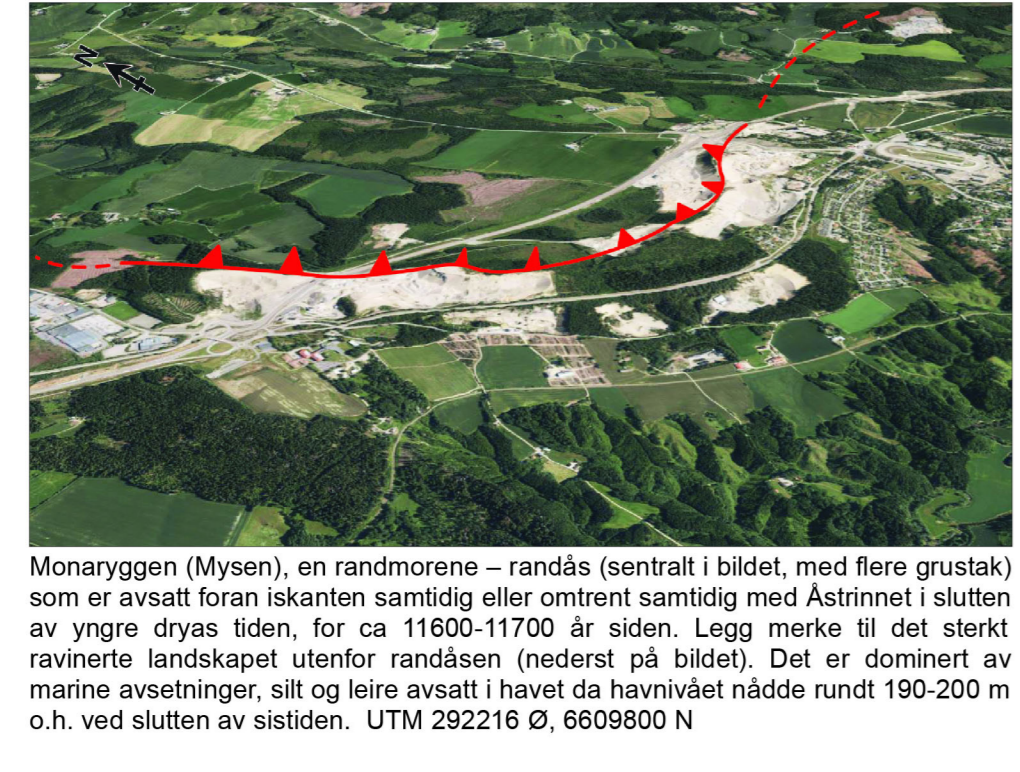 N
Monaryggen (Mysen), en randmorene – randås (sentralt i bildet, med flere grustak)
som er avsatt foran iskanten samtidig eller omtrent samtidig med Åstrinnet i slutten
av yngre dryas tiden, for ca 11600-11700 år siden. Legg merke til det sterkt
ravinerte landskapet utenfor randåsen (nederst på bildet). Det er dominert av
marine avsetninger, silt og leire avsatt i havet da havnivået nådde rundt 190-200 m
o.h. ved slutten av sistiden. UTM 292216 Ø, 6609800 N